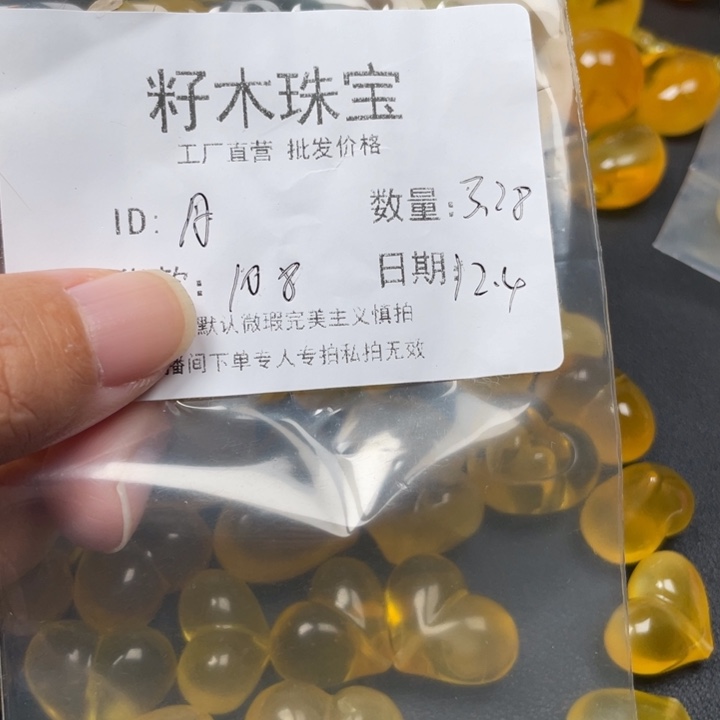 籽木珠宝
工厂直营 批发价格
ID: A 数量: 3.28
款: 108 日期: 12.4
默认微瑕完美主义慎拍
播间下单专人专拍私拍无效